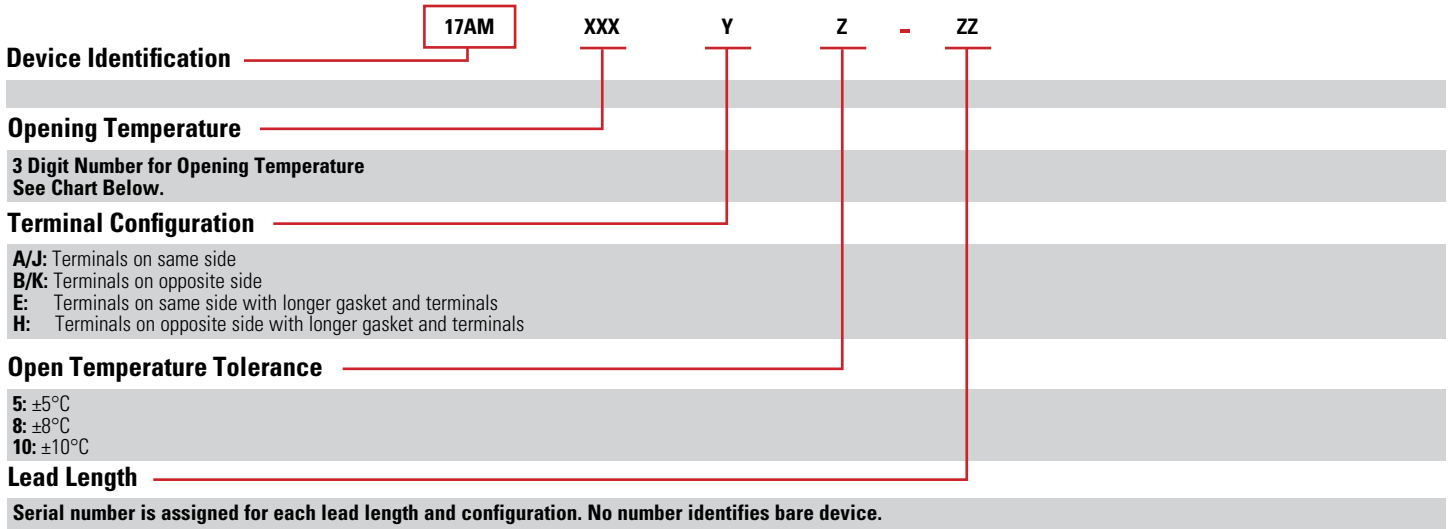 17AM XXX Y Z - ZZ
Device Identification
Opening Temperature
3 Digit Number for Opening Temperature
See Chart Below.
Terminal Configuration
A/J: Terminals on same side
B/K: Terminals on opposite side
E: Terminals on same side with longer gasket and terminals
H: Terminals on opposite side with longer gasket and terminals
Open Temperature Tolerance
5: ±5°C
8: ±8°C
10: ±10°C
Lead Length
Serial number is assigned for each lead length and configuration. No number identifies bare device.